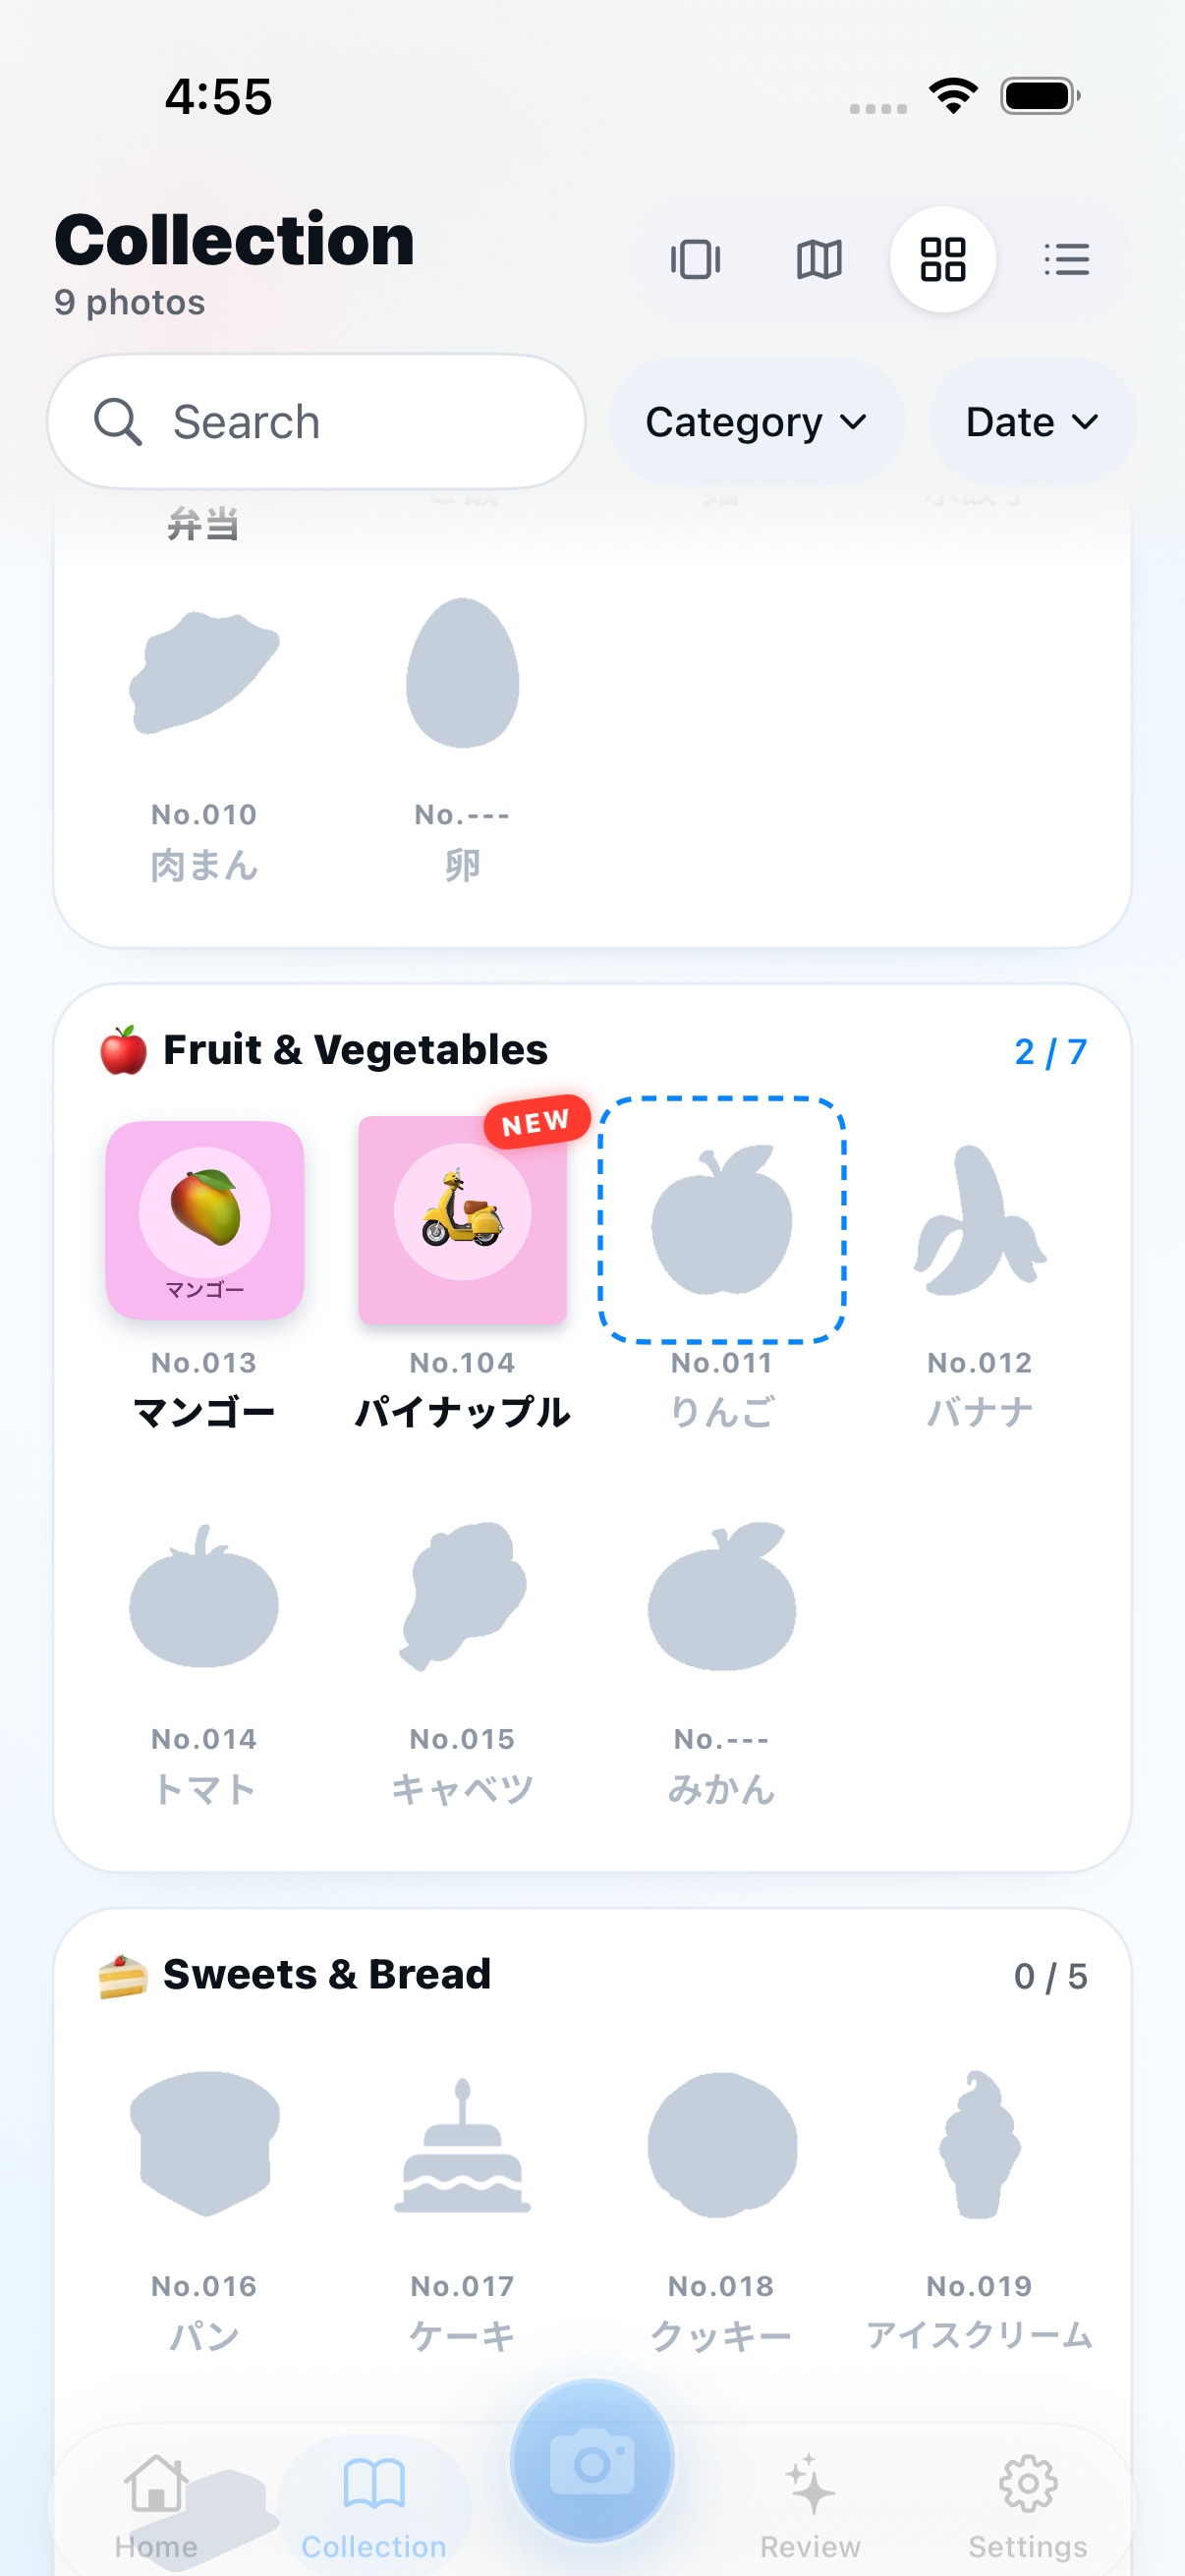 4:55
Collection
9 photos
Search
Category
Date
弁当
No.010
No.---
肉まん
卵
🍎 Fruit & Vegetables
2 / 7
NEW
マンゴー
No.013
No.104
No.011
No.012
マンゴー
パイナップル
りんご
バナナ
No.014
No.015
No.---
トマト
キャベツ
みかん
🍰 Sweets & Bread
0 / 5
No.016
No.017
No.018
No.019
パン
ケーキ
クッキー
アイスクリーム
Home
Collection
Review
Settings